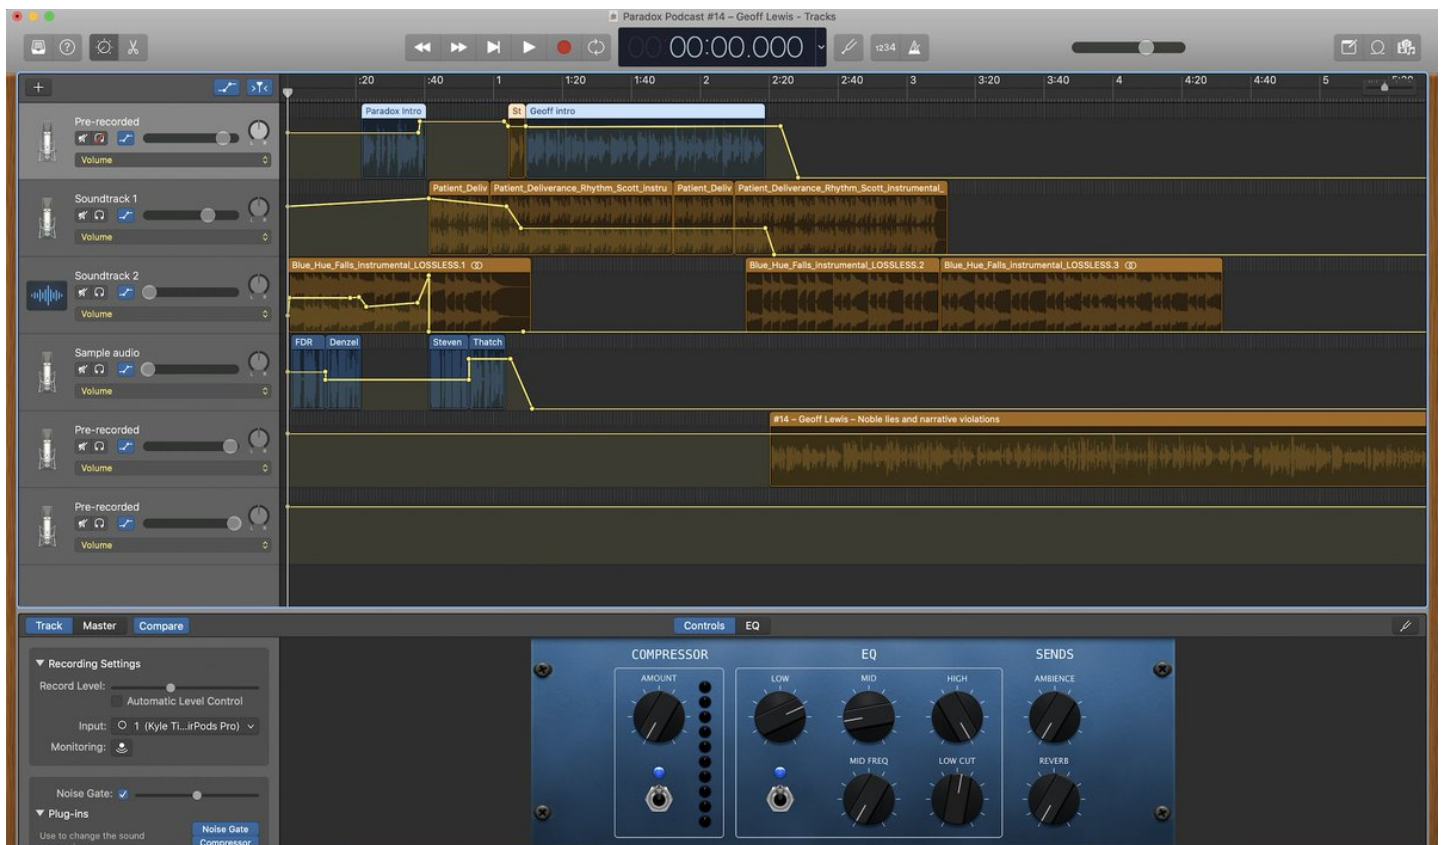 Paradox Podcast #14 – Geoff Lewis - Tracks
00:00.000
1234
:20 :40 1 1:20 1:40 2 2:20 2:40 3 3:20 3:40 4 4:20 4:40 5
Pre-recorded
L R
Volume
Paradox Intro
St
Geoff intro
Soundtrack 1
L R
Volume
Patient_Deliv
Patient_Deliverance_Rhythm_Scott_instru
Patient_Deliv
Patient_Deliverance_Rhythm_Scott_instrumental_
Soundtrack 2
L R
Volume
Blue_Hue_Falls_instrumental_LOSSLESS.1
Blue_Hue_Falls_instrumental_LOSSLESS.2
Blue_Hue_Falls_instrumental_LOSSLESS.3
Sample audio
L R
Volume
FDR
Denzel
Steven
Thatch
Pre-recorded
L R
Volume
#14 – Geoff Lewis – Noble lies and narrative violations
Pre-recorded
L R
Volume
Track Master Compare
Controls EQ
Recording Settings
Record Level:
Automatic Level Control
Input: 1 (Kyle Ti...irPods Pro)
Monitoring:
Noise Gate:
Plug-ins
Use to change the sound
Noise Gate
Compressor
COMPRESSOR
AMOUNT
EQ
LOW MID HIGH
MID FREQ LOW CUT
SENDS
AMBIENCE
REVERB